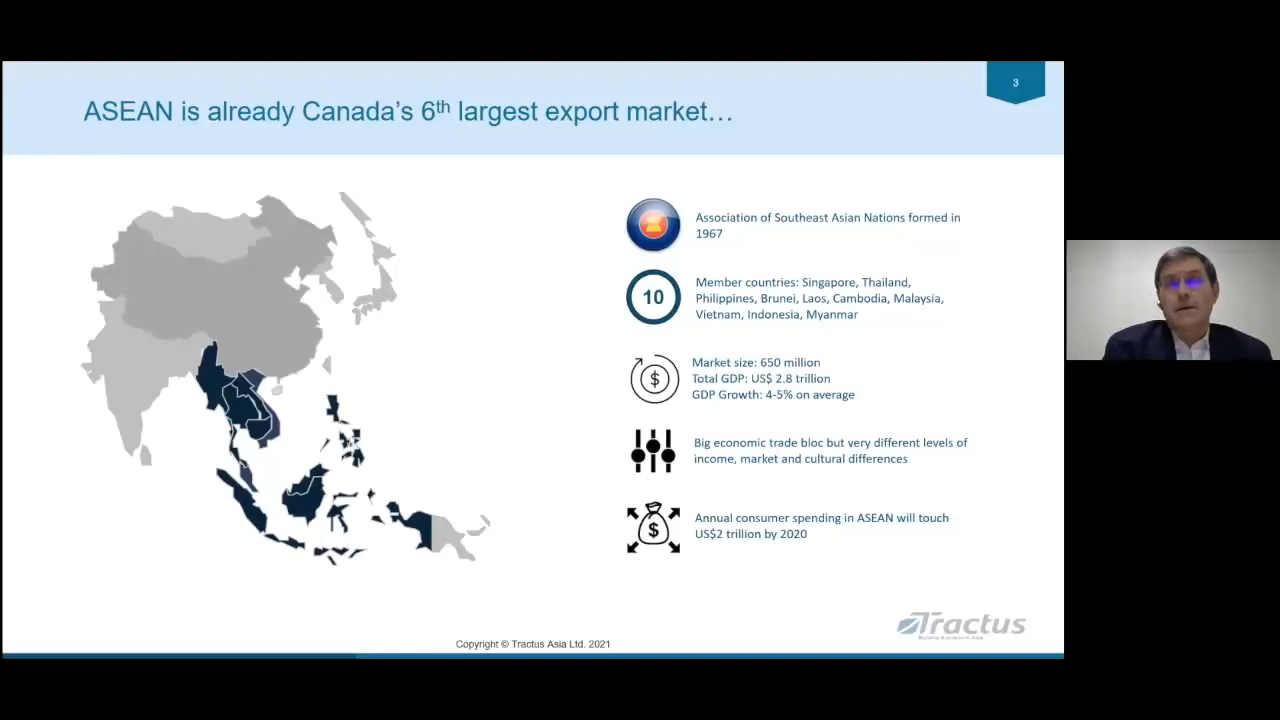 3
ASEAN is already Canada's 6th largest export market…
Association of Southeast Asian Nations formed in
1967
10
Member countries: Singapore, Thailand,
Philippines, Brunei, Laos, Cambodia, Malaysia,
Vietnam, Indonesia, Myanmar
$
Market size: 650 million
Total GDP: US$ 2.8 trillion
GDP Growth: 4-5% on average
Big economic trade bloc but very different levels of
income, market and cultural differences
$
Annual consumer spending in ASEAN will touch
US$2 trillion by 2020
Tractus
Copyright © Tractus Asia Ltd. 2021